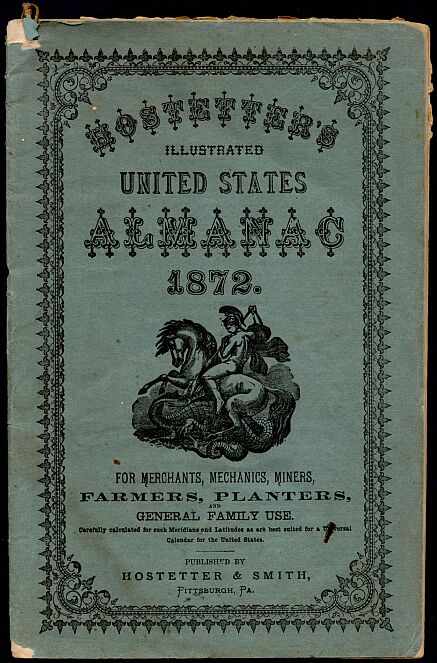 HOSTETTER'S
ILLUSTRATED
UNITED STATES
ALMANAC
1872.
FOR MERCHANTS, MECHANICS, MINERS,
FARMERS, PLANTERS,
AND
GENERAL FAMILY USE.
Carefully calculated for such Meridians and Latitudes as are best suited for a Universal
Calendar for the United States.
PUBLISHED BY
HOSTETTER & SMITH,
PITTSBURGH, PA.